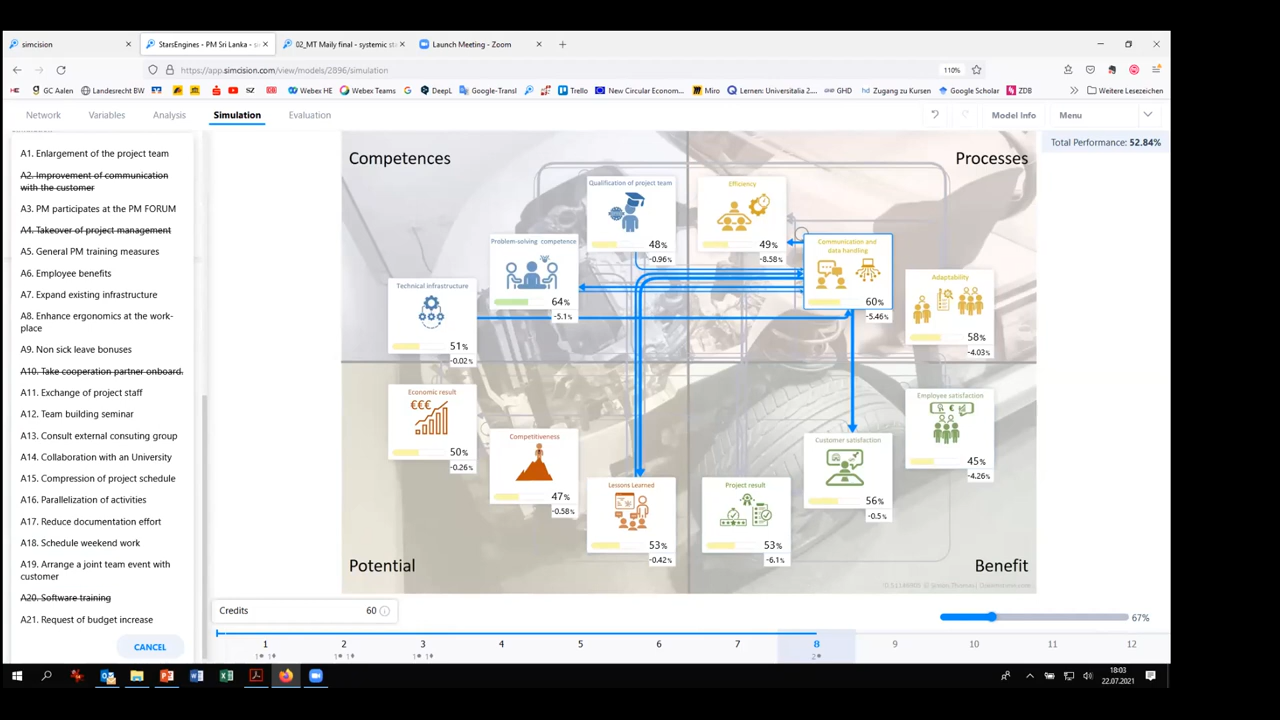 simcision
StarsEngines - PM Sri Lanka - si
02_MT Maily final - systemic st
Launch Meeting - Zoom
https://app.simcision.com/view/models/2896/simulation
110%
GC Aalen
Landesrecht BW
SZ
Webex HE
Webex Teams
DeepL
Google-Transl
Trello
New Circular Econom...
Miro
Lernen: Universitalia 2....
GHD
Zugang zu Kursen
Google Scholar
ZDB
Weitere Lesezeichen
Network
Variables
Analysis
Simulation
Evaluation
Model Info
Menu
Total Performance: 52.84%
A1. Enlargement of the project team
A2. Improvement of communication
with the customer
A3. PM participates at the PM FORUM
A4. Takeover of project management
A5. General PM training measures
A6. Employee benefits
A7. Expand existing infrastructure
A8. Enhance ergonomics at the work-
place
A9. Non sick leave bonuses
A10. Take cooperation partner onboard.
A11. Exchange of project staff
A12. Team building seminar
A13. Consult external consuting group
A14. Collaboration with an University
A15. Compression of project schedule
A16. Parallelization of activities
A17. Reduce documentation effort
A18. Schedule weekend work
A19. Arrange a joint team event with
customer
A20. Software training
A21. Request of budget increase
CANCEL
Competences
Processes
Qualification of project team
48%
-0.96%
Efficiency
49%
-8.58%
Problem-solving competence
64%
-5.1%
Communication and
data handling
60%
-5.46%
Technical infrastructure
51%
-0.02%
Adaptability
58%
-4.03%
Economic result
€€€
50%
-0.26%
Employee satisfaction
45%
-4.26%
Competitiveness
47%
-0.58%
Customer satisfaction
56%
-0.5%
Lessons Learned
53%
-0.42%
Project result
53%
-6.1%
Potential
Benefit
Credits
60
67%
1 2 3 4 5 6 7 8 9 10 11 12
18:03
22.07.2021